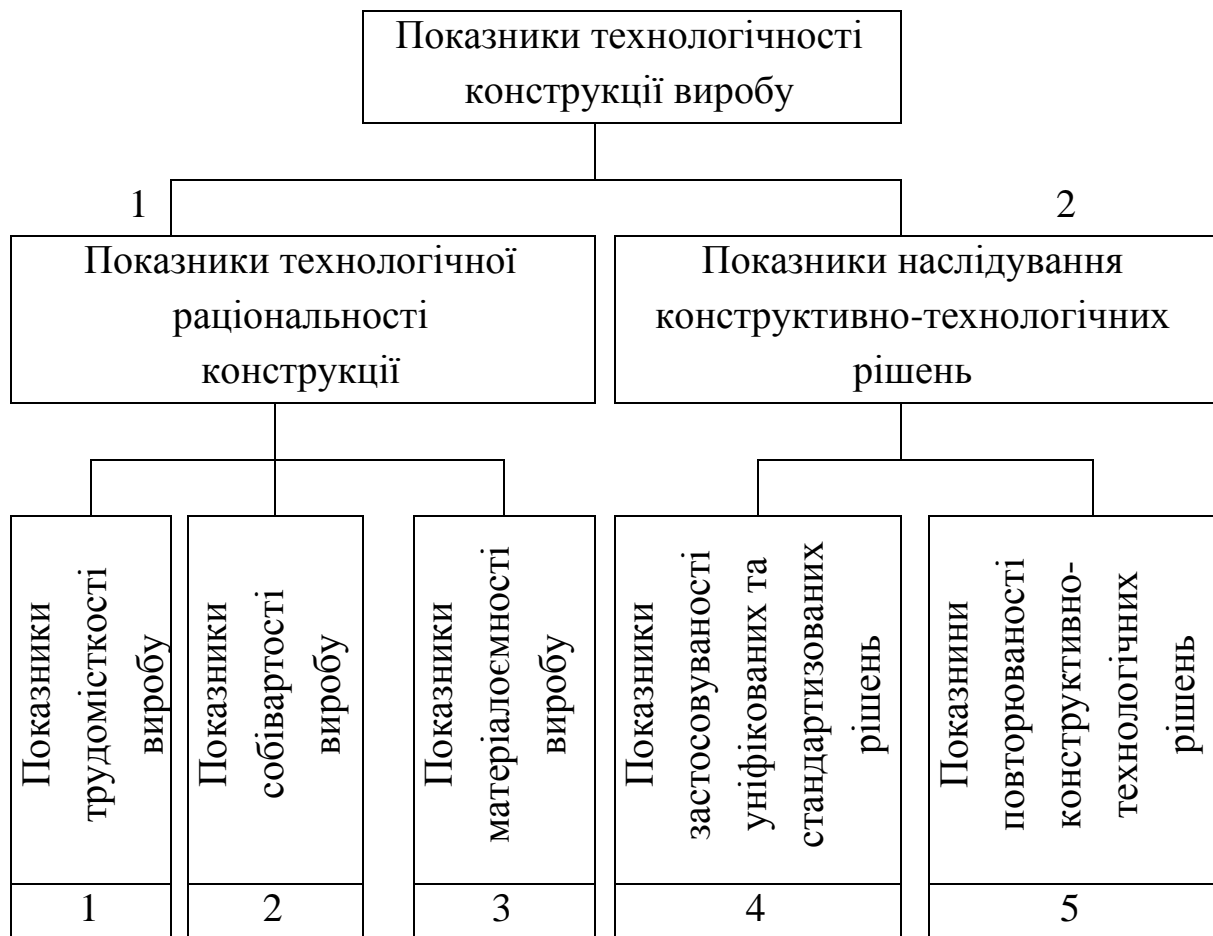 Показники технологічності
конструкції виробу
1
2
Показники технологічної
раціональності
конструкції
Показники наслідування
конструктивно-технологічних
рішень
Показники
трудомісткості
виробу
Показники
собівартості
виробу
Показники
матеріалоємності
виробу
Показники
застосовуваності
уніфікованих та
стандартизованих
рішень
Показнини
повторюваності
конструктивно-
технологічних
рішень
1
2
3
4
5